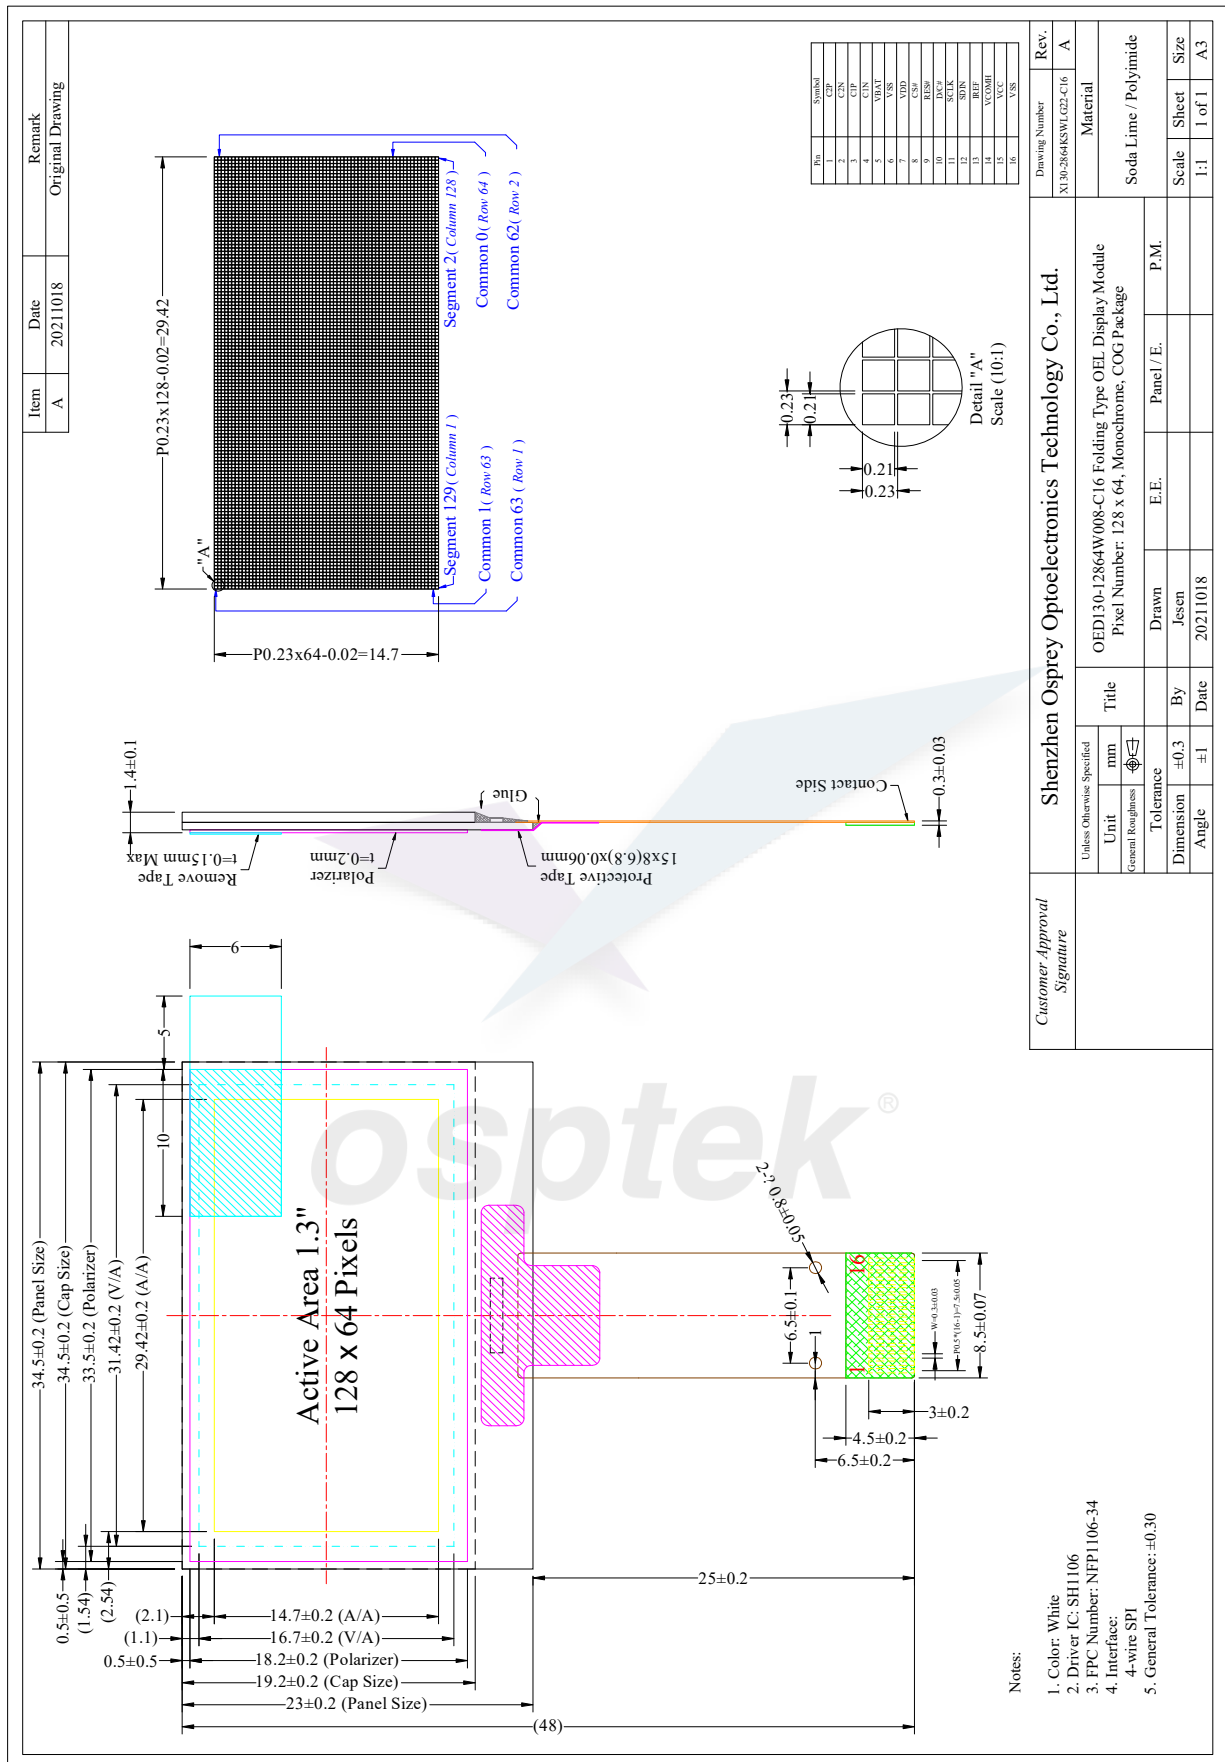 Item Date Remark
A 20211018 Original Drawing
34.5±0.2 (Panel Size)
34.5±0.2 (Cap Size)
33.5±0.2 (Polarizer)
31.42±0.2 (V/A)
29.42±0.2 (A/A)
0.5±0.5
(1.54)
(2.54)
(2.1)
(1.1)
0.5±0.5
14.7±0.2 (A/A)
16.7±0.2 (V/A)
18.2±0.2 (Polarizer)
19.2±0.2 (Cap Size)
23±0.2 (Panel Size)
(48)
25±0.2
10
5
6
Active Area 1.3"
128 x 64 Pixels
2-? 0.8±0.05
6.5±0.1
1
1
16
W=0.3±0.03
P0.5*(16-1)=7.5±0.05
8.5±0.07
3±0.2
4.5±0.2
6.5±0.2
1.4±0.1
Remove Tape
t=0.15mm Max
Polarizer
t=0.2mm
Protective Tape
15x8(6.8)x0.06mm
Glue
Contact Side
0.3±0.03
P0.23x128-0.02=29.42
P0.23x64-0.02=14.7
"A"
Segment 129( Column 1 )
Common 1( Row 63 )
Common 63 ( Row 1 )
Segment 2( Column 128 )
Common 0( Row 64 )
Common 62( Row 2 )
0.23
0.21
0.21
0.23
Detail "A"
Scale (10:1)
Pin Symbol
1 C2P
2 C2N
3 C1P
4 C1N
5 VBAT
6 VSS
7 VDD
8 CS#
9 RES#
10 D/C#
11 SCLK
12 SDIN
13 IREF
14 VCOMH
15 VCC
16 VSS
osptek®
Notes:
1. Color: White
2. Driver IC: SH1106
3. FPC Number: NFP1106-34
4. Interface:
4-wire SPI
5. General Tolerance: ±0.30
Customer Approval
Signature
Shenzhen Osprey Optoelectronics Technology Co., Ltd.
Drawing Number Rev.
X130-2864KSWLG22-C16 A
Unless Otherwise Specified
Unit mm
General Roughness
Tolerance
Dimension ±0.3
Angle ±1
Title
OED130-12864W008-C16 Folding Type OEL Display Module
Pixel Number: 128 x 64, Monochrome, COG Package
Material
Soda Lime / Polyimide
Drawn E.E. Panel / E. P.M.
By Jesen
Date 20211018
Scale Sheet Size
1:1 1 of 1 A3